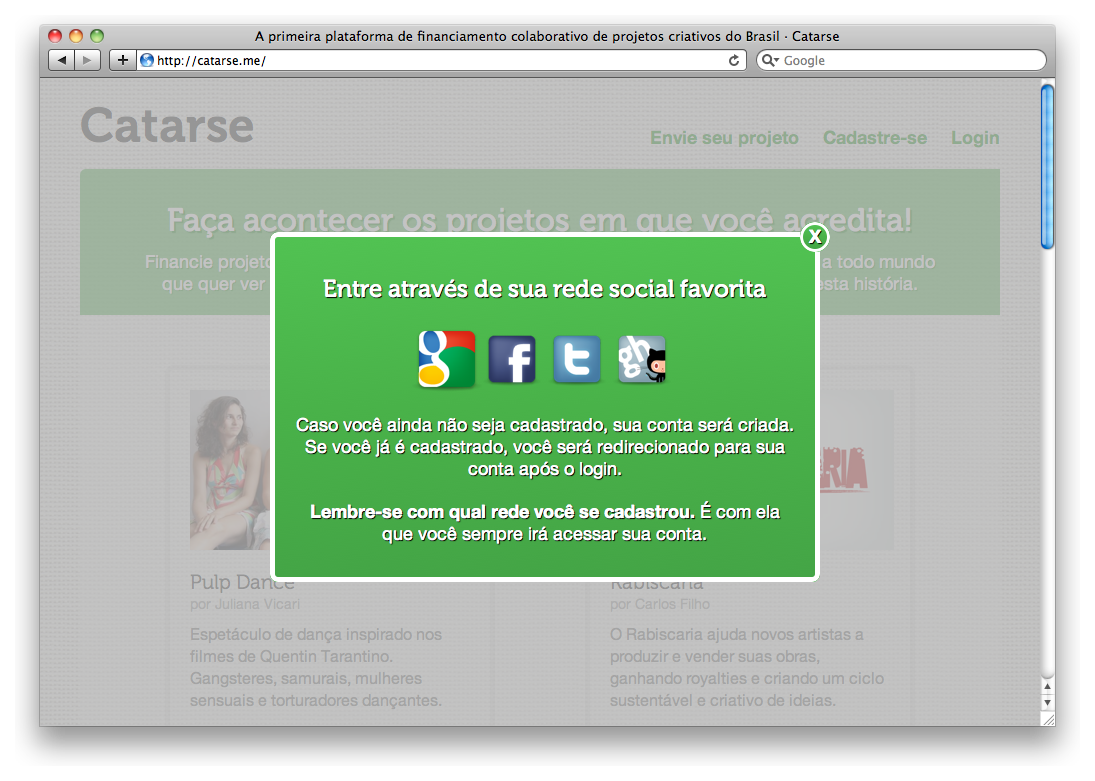 A primeira plataforma de financiamento colaborativo de projetos criativos do Brasil · Catarse
http://catarse.me/
Google
Catarse
Envie seu projeto Cadastre-se Login
Faça acontecer os projetos em que você acredita!
Financie a todo mundo
que quer ver esta história.
X
Entre através de sua rede social favorita
g f t gh
Caso você ainda não seja cadastrado, sua conta será criada.
Se você já é cadastrado, você será redirecionado para sua
conta após o login.
Lembre-se com qual rede você se cadastrou. É com ela
que você sempre irá acessar sua conta.
Pulp Dance
por Juliana Vicari
Espetáculo de dança inspirado nos
filmes de Quentin Tarantino.
Gangsteres, samurais, mulheres
sensuais e torturadores dançantes.
Rabiscaria
por Carlos Filho
O Rabiscaria ajuda novos artistas a
produzir e vender suas obras,
ganhando royalties e criando um ciclo
sustentável e criativo de ideias.